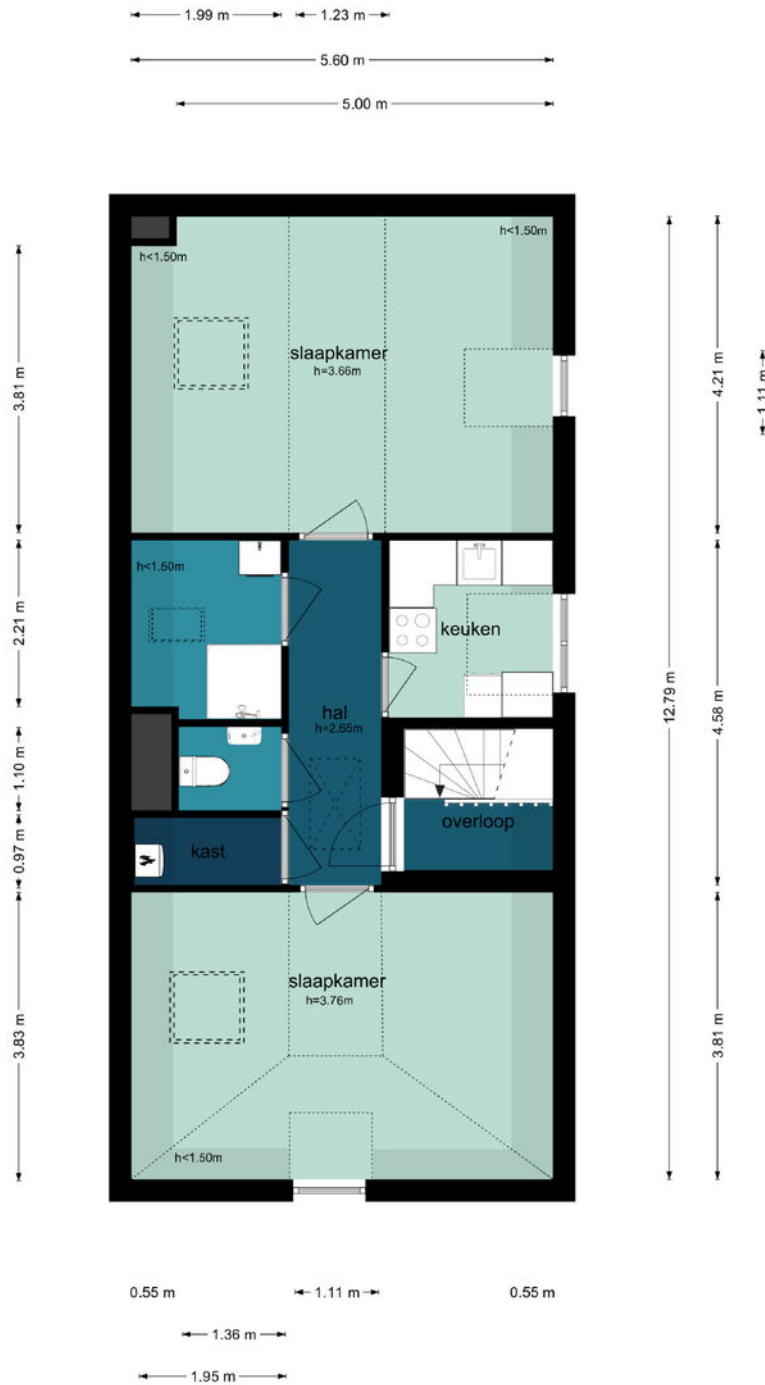 1.99 m
1.23 m
5.60 m
5.00 m
h<1.50m
h<1.50m
slaapkamer
h=3.66m
3.81 m
4.21 m
1.11 m
h<1.50m
keuken
2.21 m
hal
h=2.65m
12.79 m
4.58 m
1.10 m
overloop
kast
0.97 m
slaapkamer
h=3.76m
3.83 m
3.81 m
h<1.50m
0.55 m
1.11 m
0.55 m
1.36 m
1.95 m